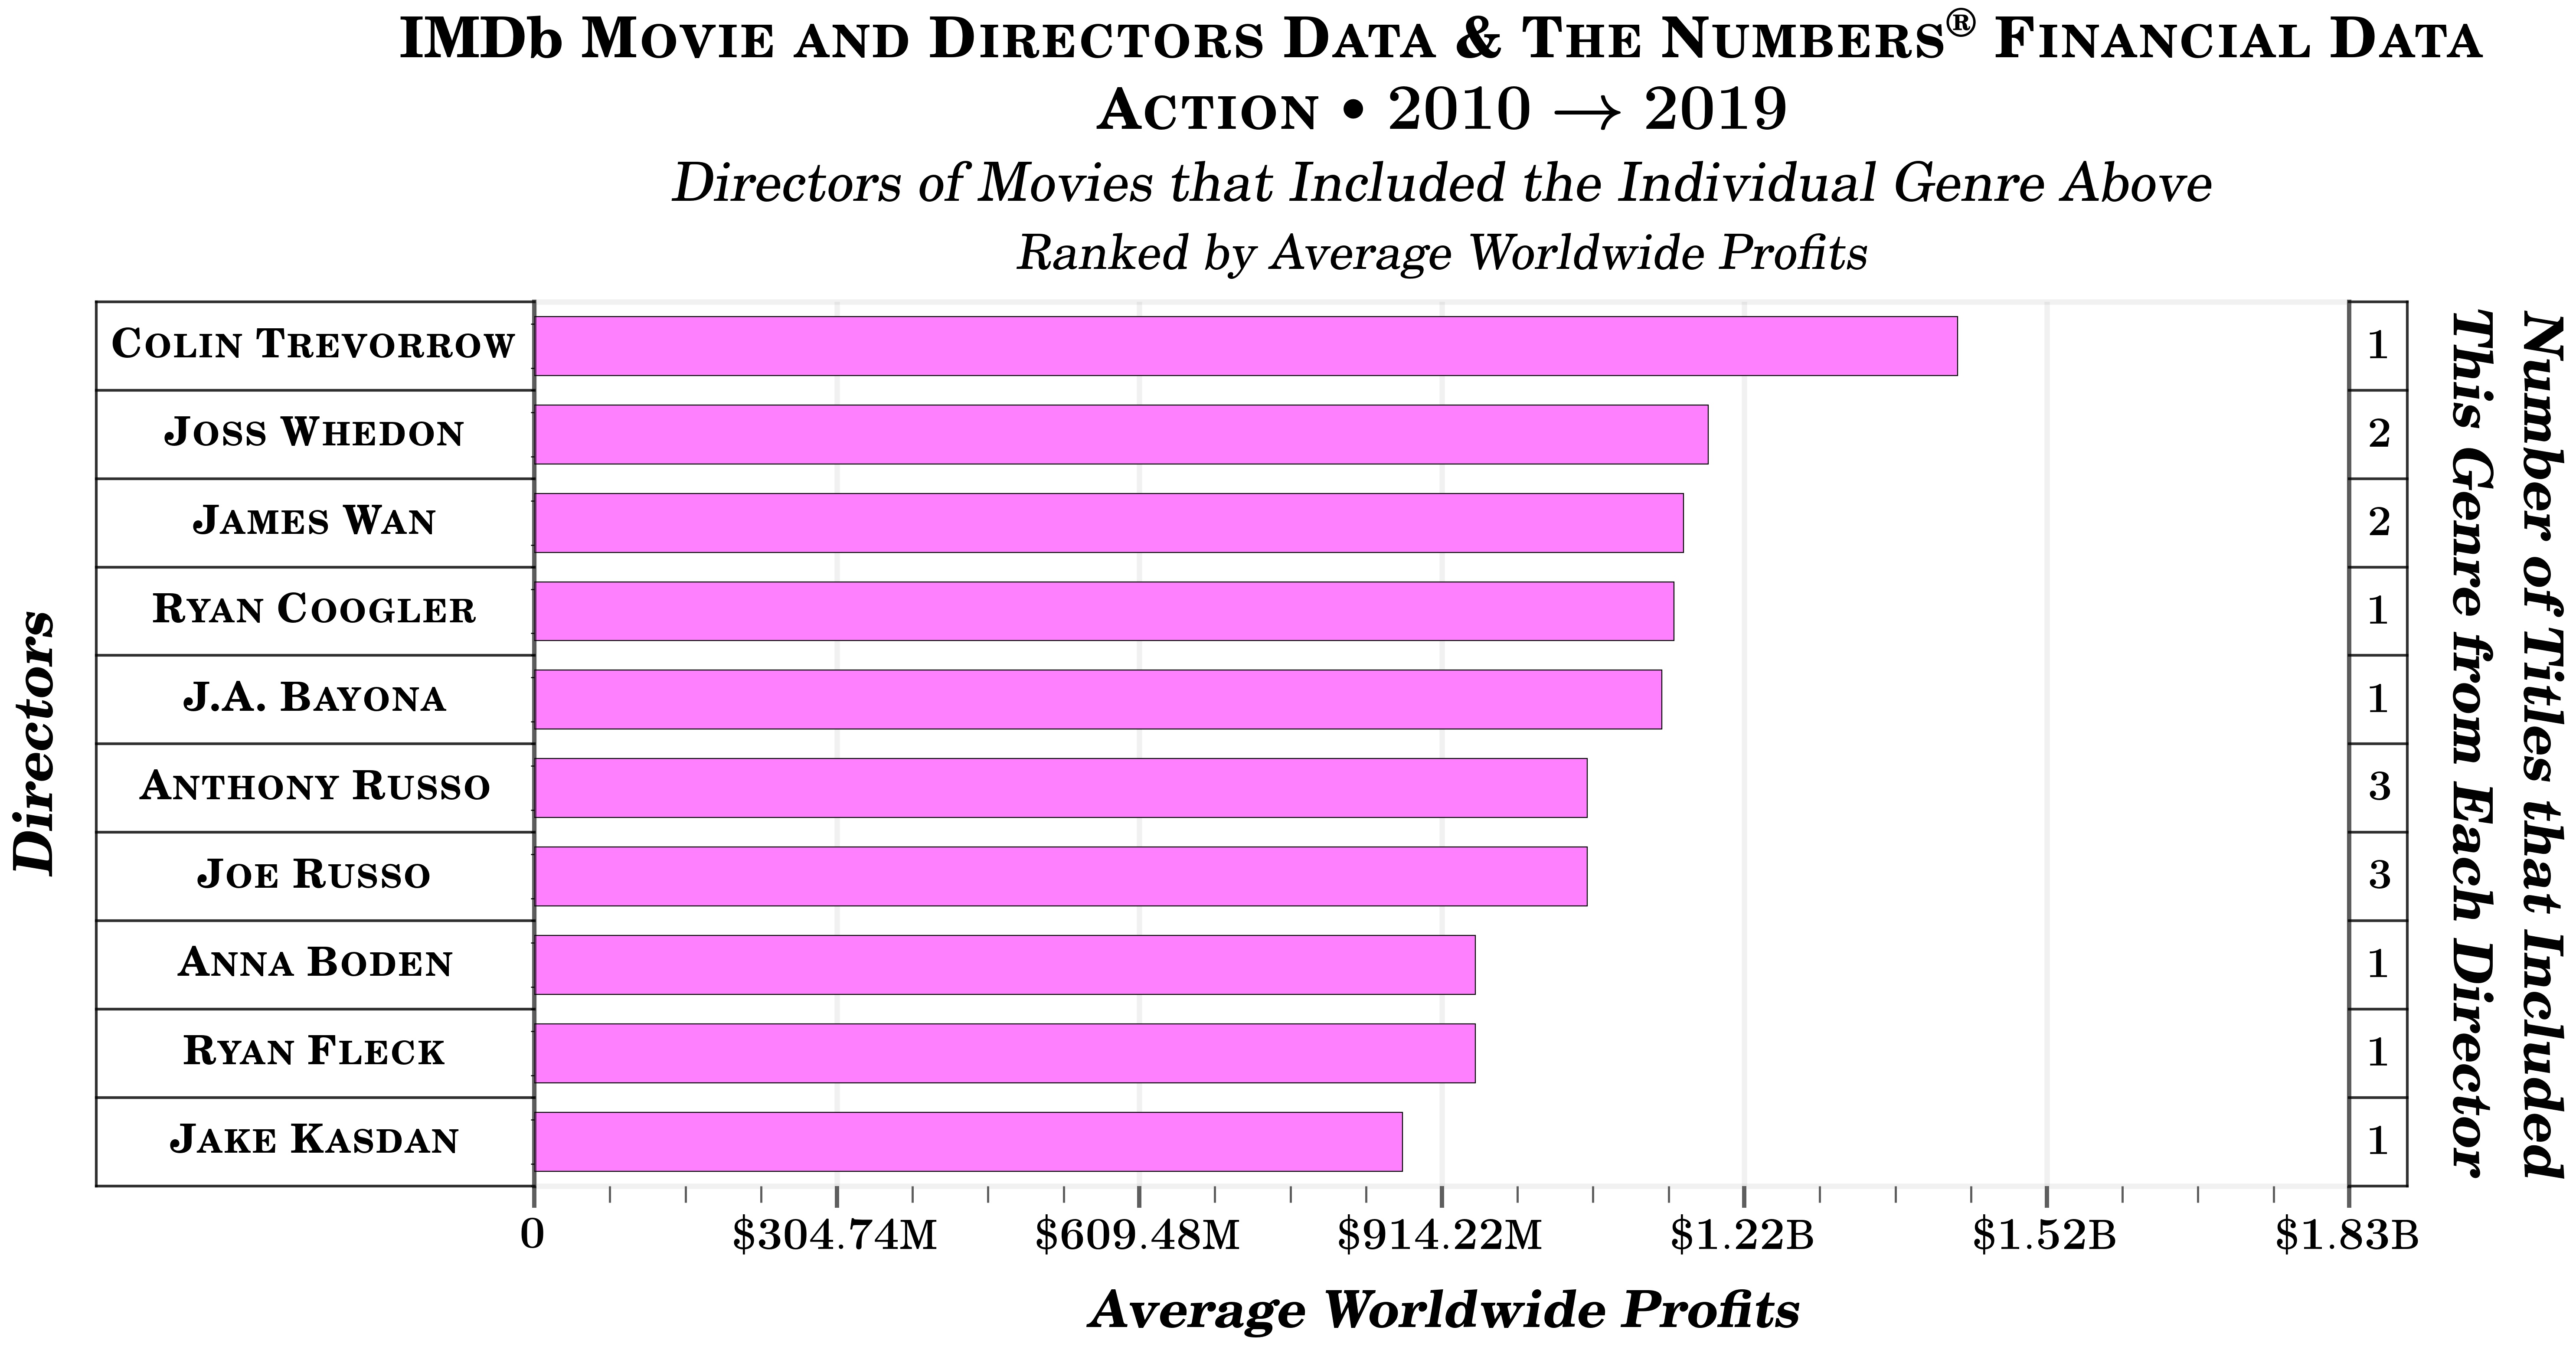 IMDb Movie and Directors Data & The Numbers® Financial Data
Action • 2010 → 2019
Directors of Movies that Included the Individual Genre Above
Ranked by Average Worldwide Profits
Directors
Colin Trevorrow 1
Joss Whedon 2
James Wan 2
Ryan Coogler 1
J.A. Bayona 1
Anthony Russo 3
Joe Russo 3
Anna Boden 1
Ryan Fleck 1
Jake Kasdan 1
Number of Titles that Included
This Genre from Each Director
0 $304.74M $609.48M $914.22M $1.22B $1.52B $1.83B
Average Worldwide Profits